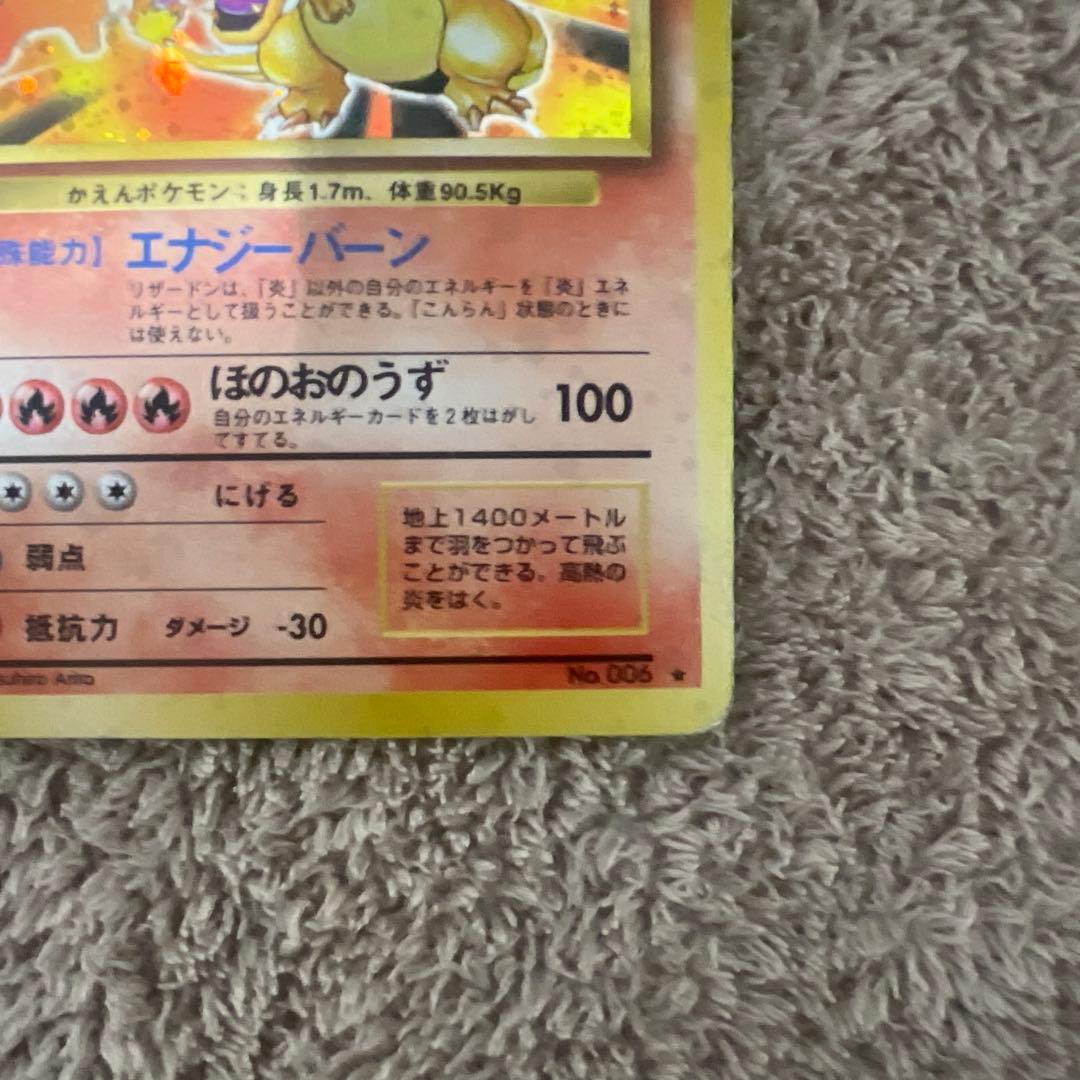 かえんポケモン：身長1.7m、体重90.5Kg
殊能力】 エナジーバーン
リザードンは、『炎』以外の自分のエネルギーを『炎』エネ
ルギーとして扱うことができる。『こんらん』状態のときに
は使えない。
ほのおのうず 100
自分のエネルギーカードを2枚はがし
てすてる。
にげる
地上1400メートル
まで羽をつかって飛ぶ
ことができる。高熱の
炎をはく。
弱点
抵抗力 ダメージ -30
suhiro Arita
No. 006